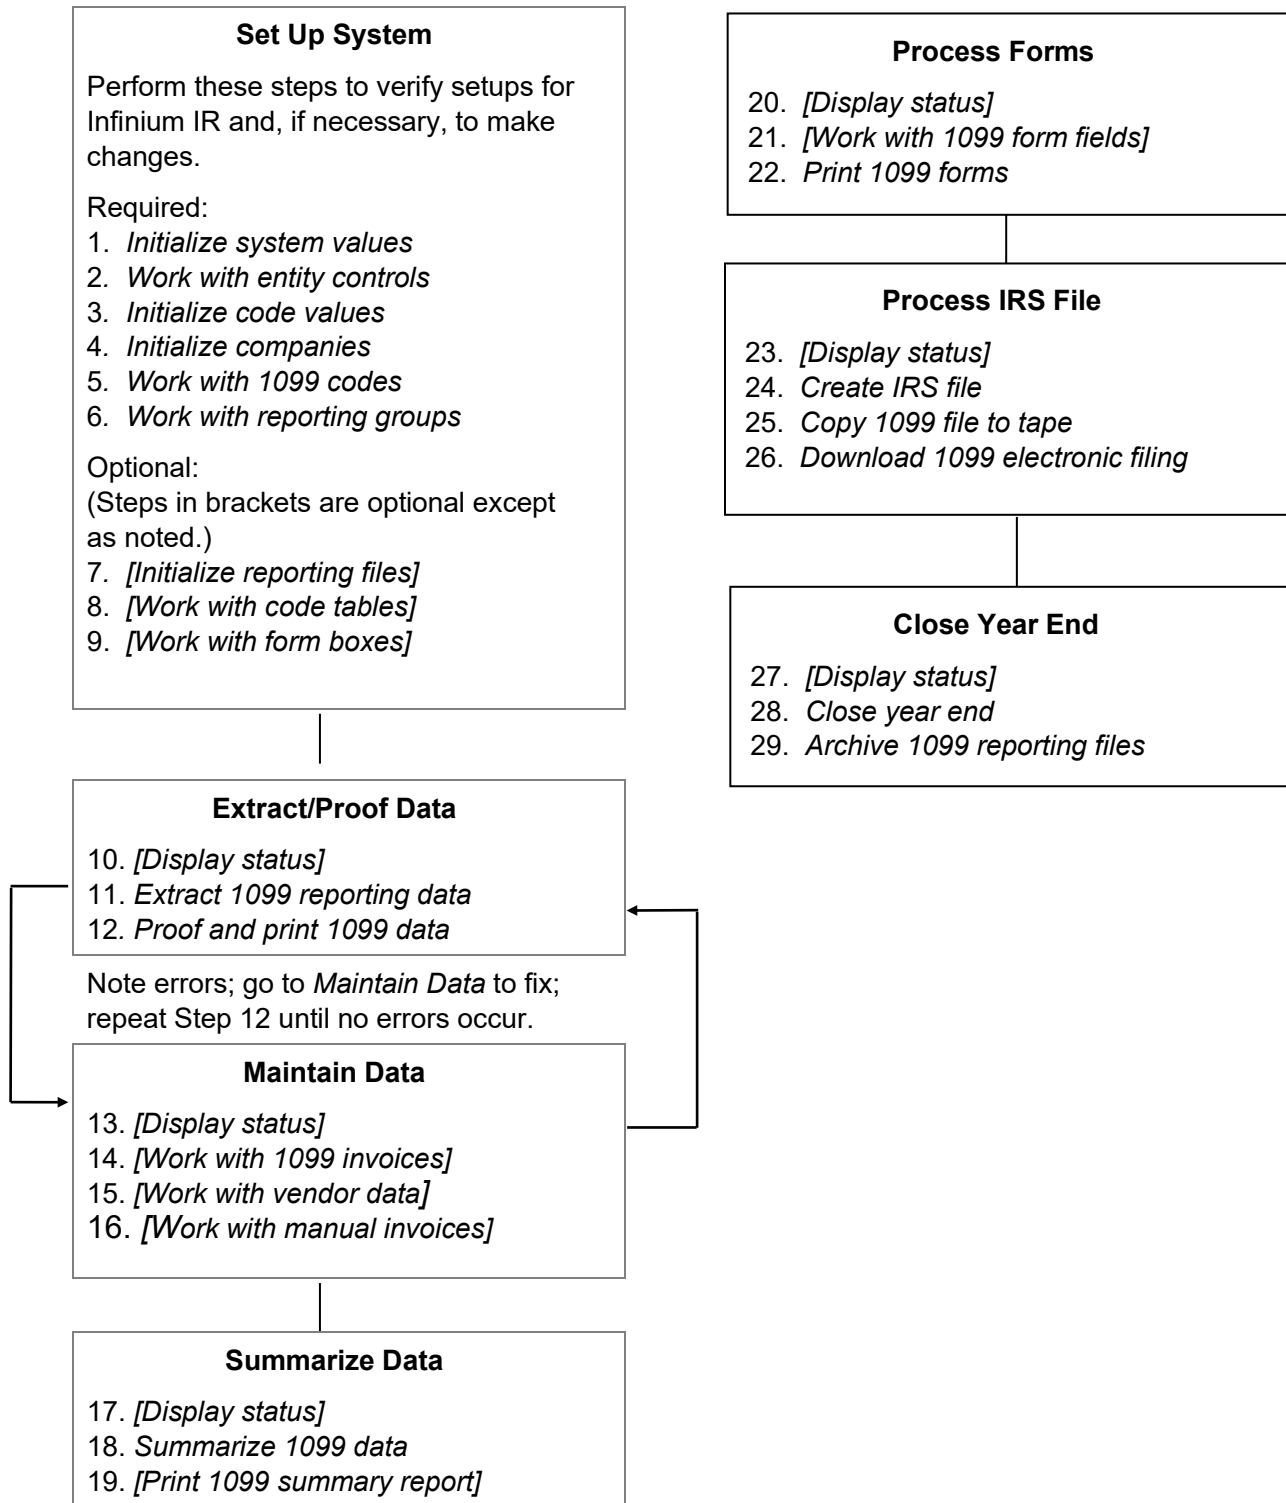 Set Up System
Perform these steps to verify setups for
Infinium IR and, if necessary, to make
changes.
Required:
1. Initialize system values
2. Work with entity controls
3. Initialize code values
4. Initialize companies
5. Work with 1099 codes
6. Work with reporting groups
Optional:
(Steps in brackets are optional except
as noted.)
7. [Initialize reporting files]
8. [Work with code tables]
9. [Work with form boxes]
Extract/Proof Data
10. [Display status]
11. Extract 1099 reporting data
12. Proof and print 1099 data
Note errors; go to Maintain Data to fix;
repeat Step 12 until no errors occur.
Maintain Data
13. [Display status]
14. [Work with 1099 invoices]
15. [Work with vendor data]
16. [Work with manual invoices]
Summarize Data
17. [Display status]
18. Summarize 1099 data
19. [Print 1099 summary report]
Process Forms
20. [Display status]
21. [Work with 1099 form fields]
22. Print 1099 forms
Process IRS File
23. [Display status]
24. Create IRS file
25. Copy 1099 file to tape
26. Download 1099 electronic filing
Close Year End
27. [Display status]
28. Close year end
29. Archive 1099 reporting files